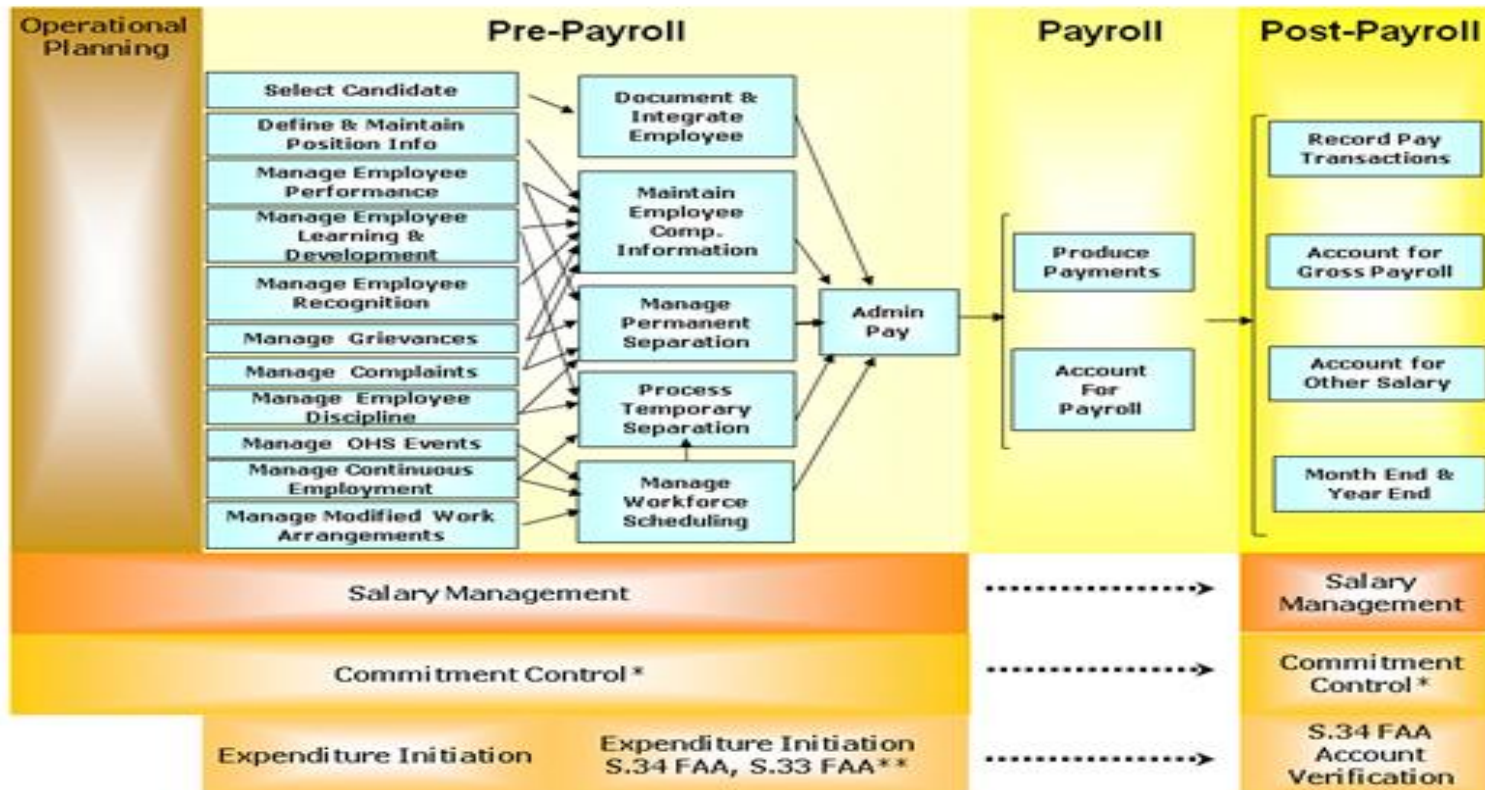 Operational
Planning
Pre-Payroll
Payroll
Post-Payroll
Select Candidate
Define & Maintain
Position Info
Manage Employee
Performance
Manage Employee
Learning &
Development
Manage Employee
Recognition
Manage Grievances
Manage Complaints
Manage Employee
Discipline
Manage OHS Events
Manage Continuous
Employment
Manage Modified Work
Arrangements
Document &
Integrate
Employee
Maintain
Employee
Comp.
Information
Manage
Permanent
Separation
Process
Temporary
Separation
Manage
Workforce
Scheduling
Admin
Pay
Produce
Payments
Account
For
Payroll
Record Pay
Transactions
Account for
Gross Payroll
Account for
Other Salary
Month End &
Year End
Salary Management
Salary
Management
Commitment Control*
Commitment
Control*
Expenditure Initiation
Expenditure Initiation
S.34 FAA, S.33 FAA**
S.34 FAA
Account
Verification